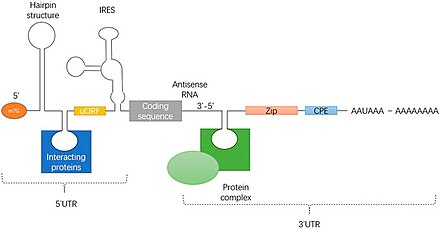 Hairpin
structure
IRES
5'
m7G
uORF
Interacting
proteins
Coding
sequence
Antisense
RNA
3'-5'
Zip
CPE
AAUAAA – AAAAAAAA
Protein
complex
5'UTR
3'UTR